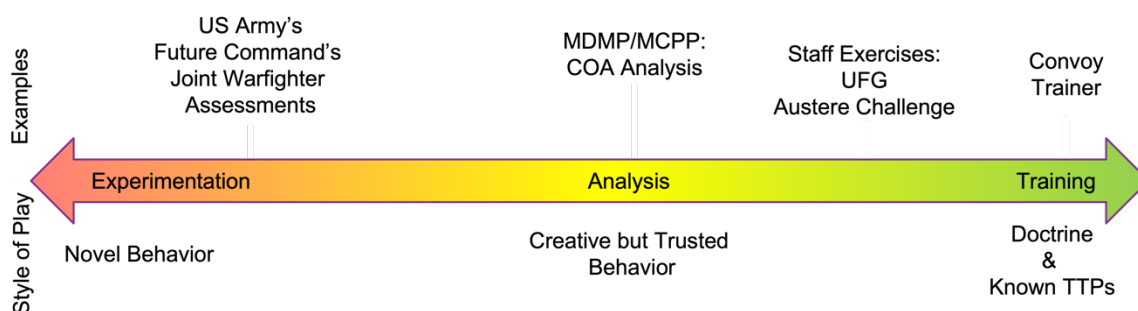 Examples
US Army's
Future Command's
Joint Warfighter
Assessments
MDMP/MCPP:
COA Analysis
Staff Exercises:
UFG
Austere Challenge
Convoy
Trainer
Experimentation
Analysis
Training
Style of Play
Novel Behavior
Creative but Trusted
Behavior
Doctrine
&
Known TTPs